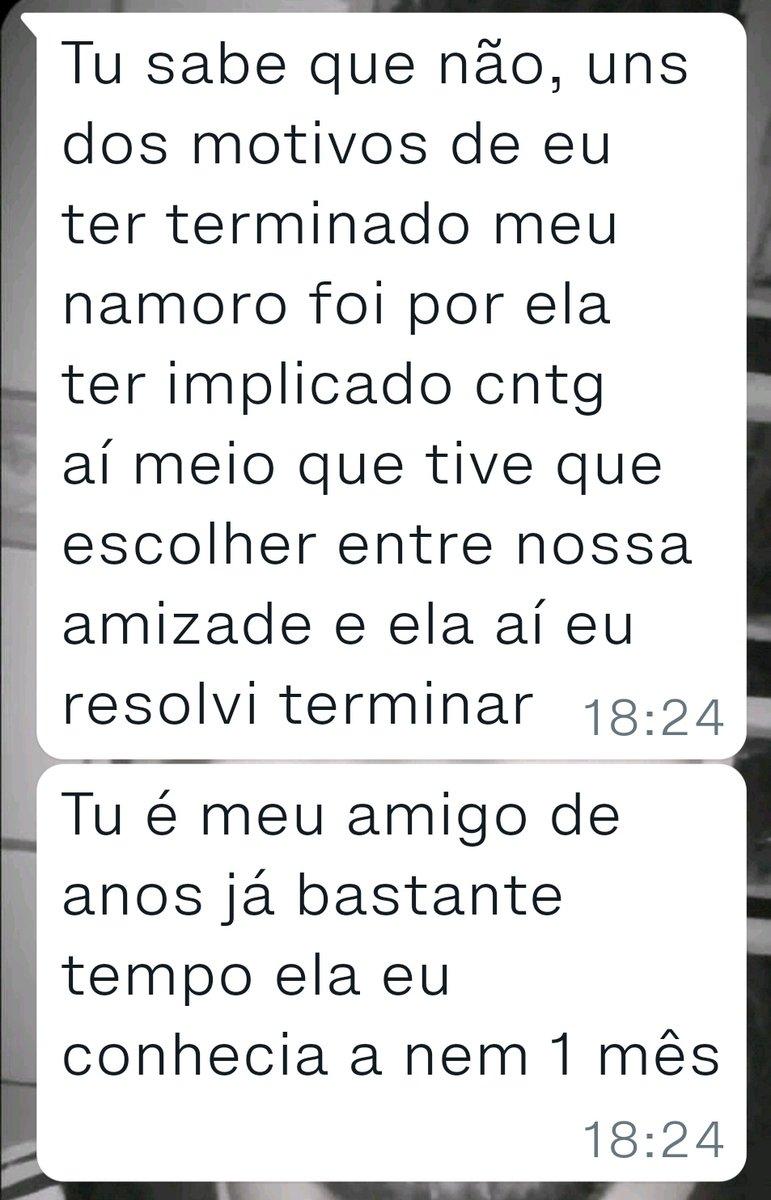 Tu sabe que não, uns
dos motivos de eu
ter terminado meu
namoro foi por ela
ter implicado cntg
aí meio que tive que
escolher entre nossa
amizade e ela aí eu
resolvi terminar 18:24
Tu é meu amigo de
anos já bastante
tempo ela eu
conhecia a nem 1 mês
18:24